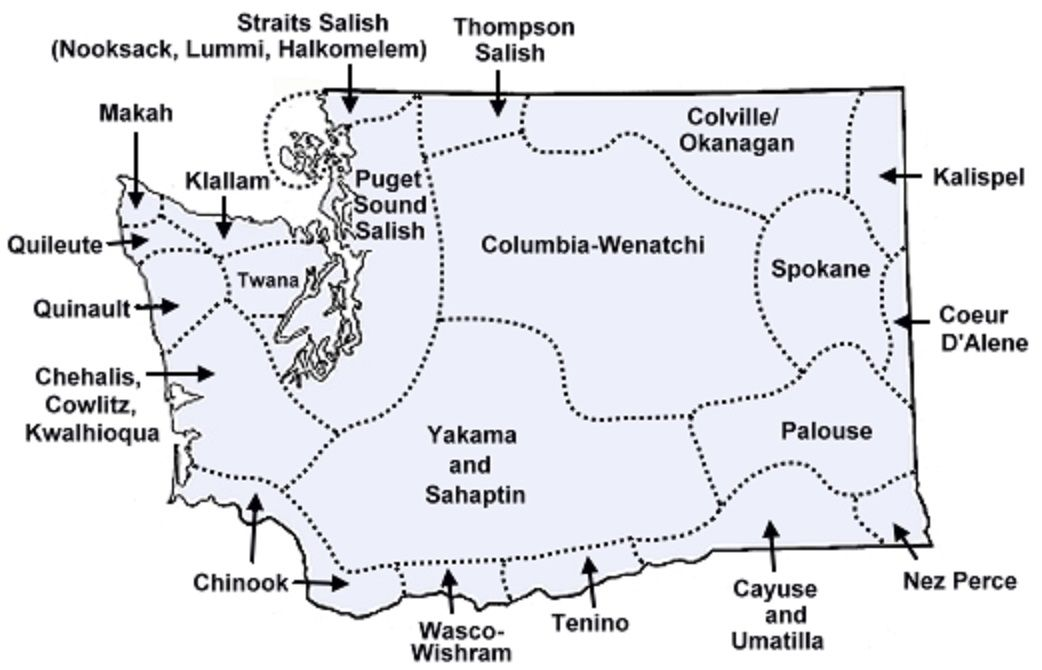 Straits Salish
(Nooksack, Lummi, Halkomelem)
Thompson
Salish
Makah
Colville/
Okanagan
Klallam
Puget
Sound
Salish
Kalispel
Quileute
Columbia-Wenatchi
Twana
Spokane
Quinault
Coeur
D'Alene
Chehalis,
Cowlitz,
Kwalhioqua
Yakama
and
Sahaptin
Palouse
Chinook
Wasco-
Wishram
Tenino
Cayuse
and
Umatilla
Nez Perce